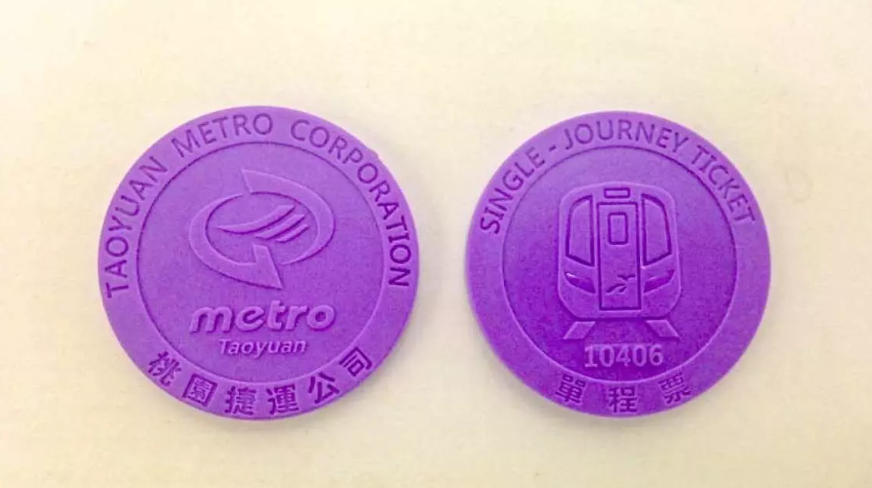 TAOYUAN METRO CORPORATION
metro
Taoyuan
桃園捷運公司
SINGLE-JOURNEY TICKET
10406
單程票